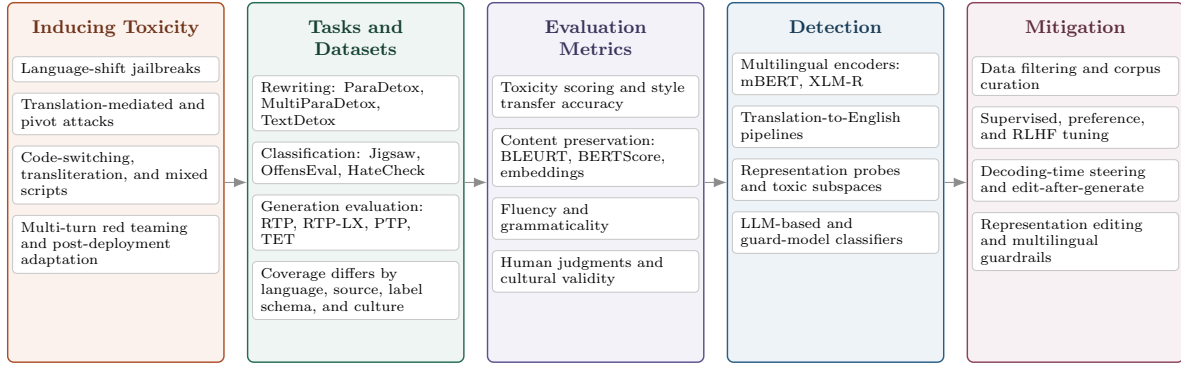 Inducing Toxicity
Language-shift jailbreaks
Translation-mediated and
pivot attacks
Code-switching,
transliteration, and mixed
scripts
Multi-turn red teaming
and post-deployment
adaptation
Tasks and
Datasets
Rewriting: ParaDetox,
MultiParaDetox,
TextDetox
Classification: Jigsaw,
OffensEval, HateCheck
Generation evaluation:
RTP, RTP-LX, PTP,
TET
Coverage differs by
language, source, label
schema, and culture
Evaluation
Metrics
Toxicity scoring and style
transfer accuracy
Content preservation:
BLEURT, BERTScore,
embeddings
Fluency and
grammaticality
Human judgments and
cultural validity
Detection
Multilingual encoders:
mBERT, XLM-R
Translation-to-English
pipelines
Representation probes
and toxic subspaces
LLM-based and
guard-model classifiers
Mitigation
Data filtering and corpus
curation
Supervised, preference,
and RLHF tuning
Decoding-time steering
and edit-after-generate
Representation editing
and multilingual
guardrails